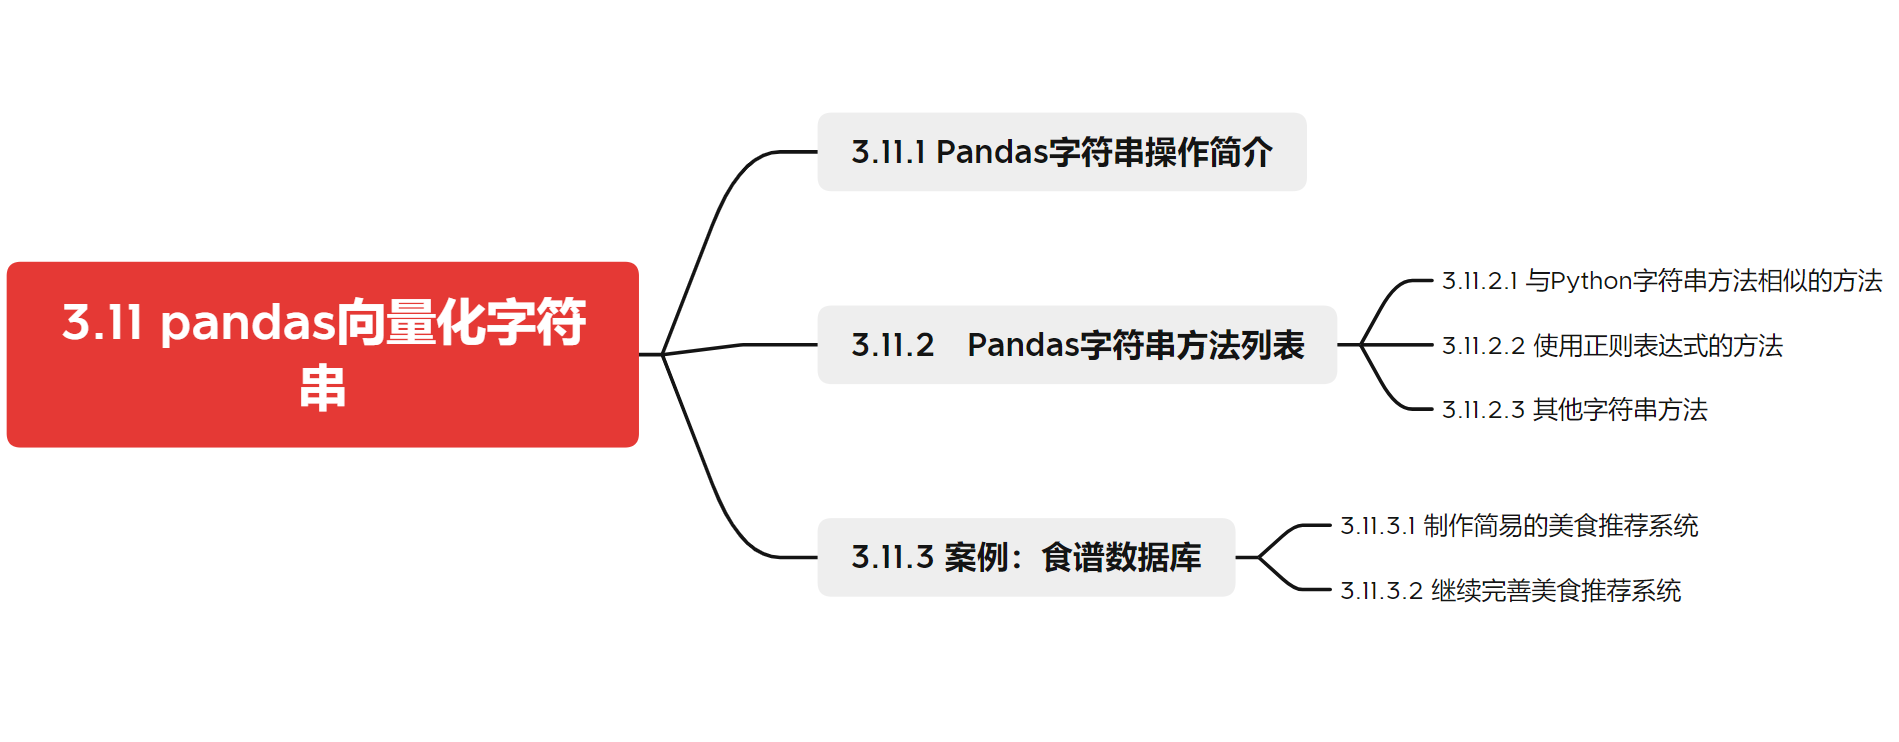 3.11 pandas向量化字符
串
3.11.1 Pandas字符串操作简介
3.11.2 Pandas字符串方法列表
3.11.2.1 与Python字符串方法相似的方法
3.11.2.2 使用正则表达式的方法
3.11.2.3 其他字符串方法
3.11.3 案例：食谱数据库
3.11.3.1 制作简易的美食推荐系统
3.11.3.2 继续完善美食推荐系统